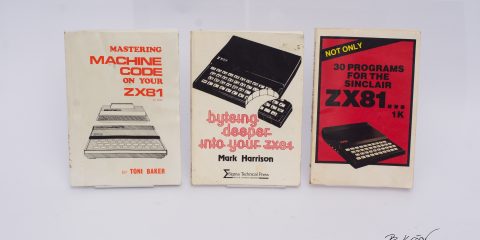 MASTERING
MACHINE
CODE
ON YOUR
ZX81
BY TONI BAKER
byteing
deeper
into your zx81
Mark Harrison
Sigma Technical Press
NOT ONLY
30 PROGRAMS
FOR THE
SINCLAIR
ZX81...
1K